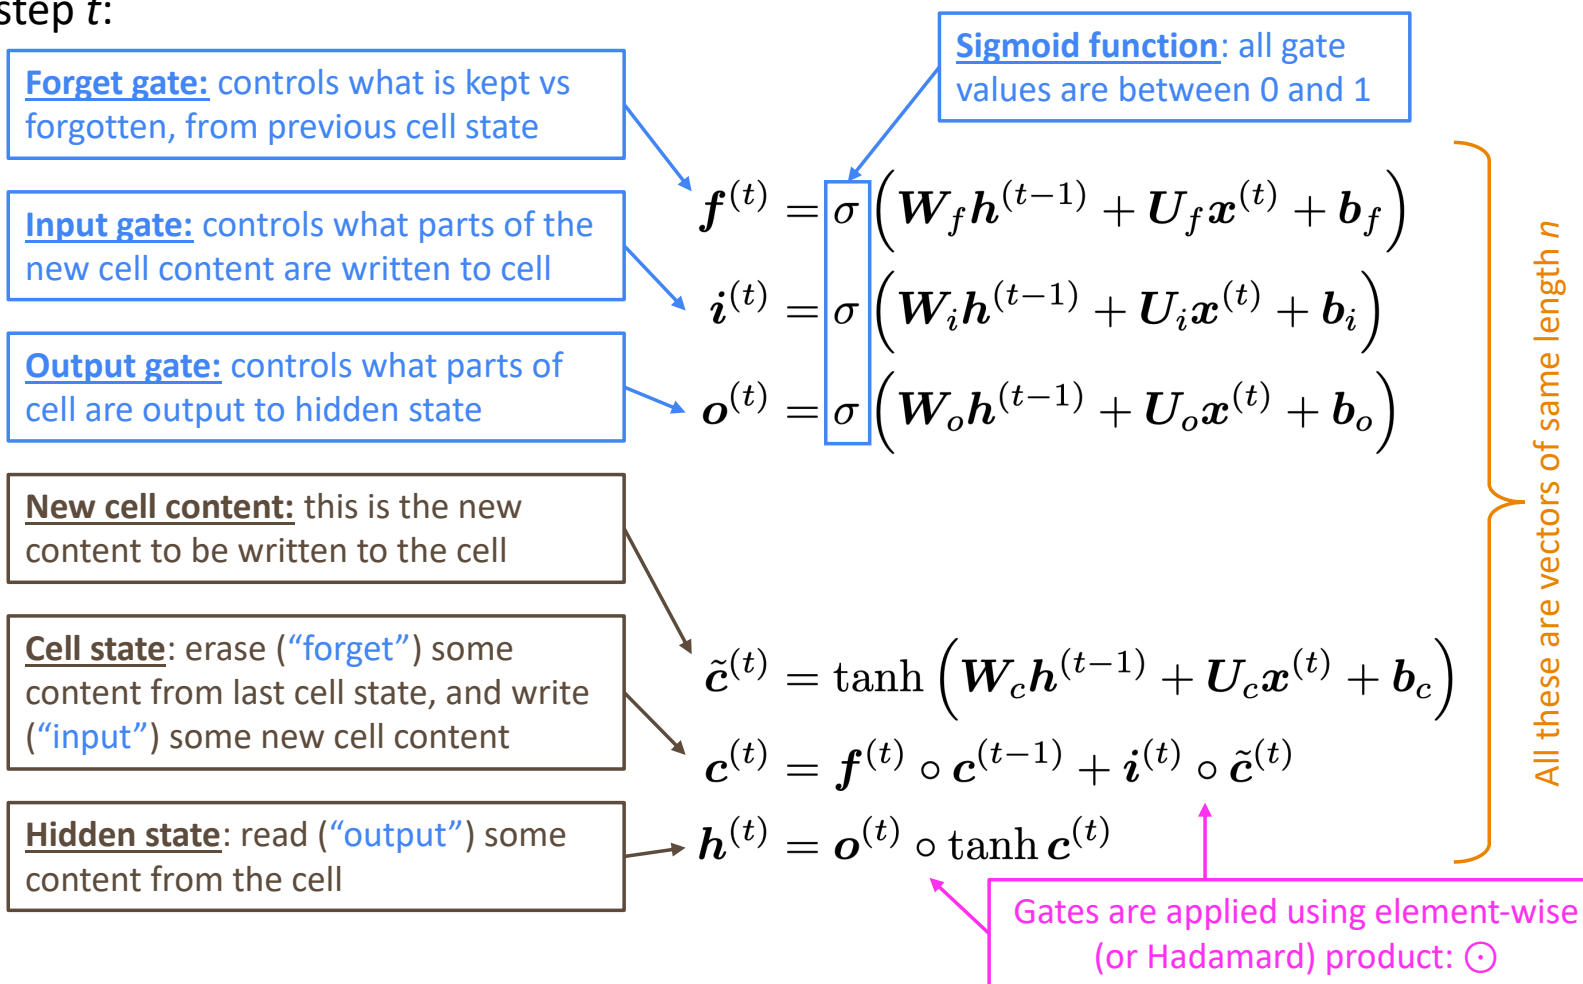 step t:
Sigmoid function: all gate
values are between 0 and 1
Forget gate: controls what is kept vs
forgotten, from previous cell state
Input gate: controls what parts of the
new cell content are written to cell
Output gate: controls what parts of
cell are output to hidden state
f^{(t)} = σ(W_f h^{(t−1)} + U_f x^{(t)} + b_f)
i^{(t)} = σ(W_i h^{(t−1)} + U_i x^{(t)} + b_i)
o^{(t)} = σ(W_o h^{(t−1)} + U_o x^{(t)} + b_o)
New cell content: this is the new
content to be written to the cell
Cell state: erase (“forget”) some
content from last cell state, and write
(“input”) some new cell content
Hidden state: read (“output”) some
content from the cell
c̃^{(t)} = tanh(W_c h^{(t−1)} + U_c x^{(t)} + b_c)
c^{(t)} = f^{(t)} ∘ c^{(t−1)} + i^{(t)} ∘ c̃^{(t)}
h^{(t)} = o^{(t)} ∘ tanh c^{(t)}
All these are vectors of same length n
Gates are applied using element-wise
(or Hadamard) product: ⊙